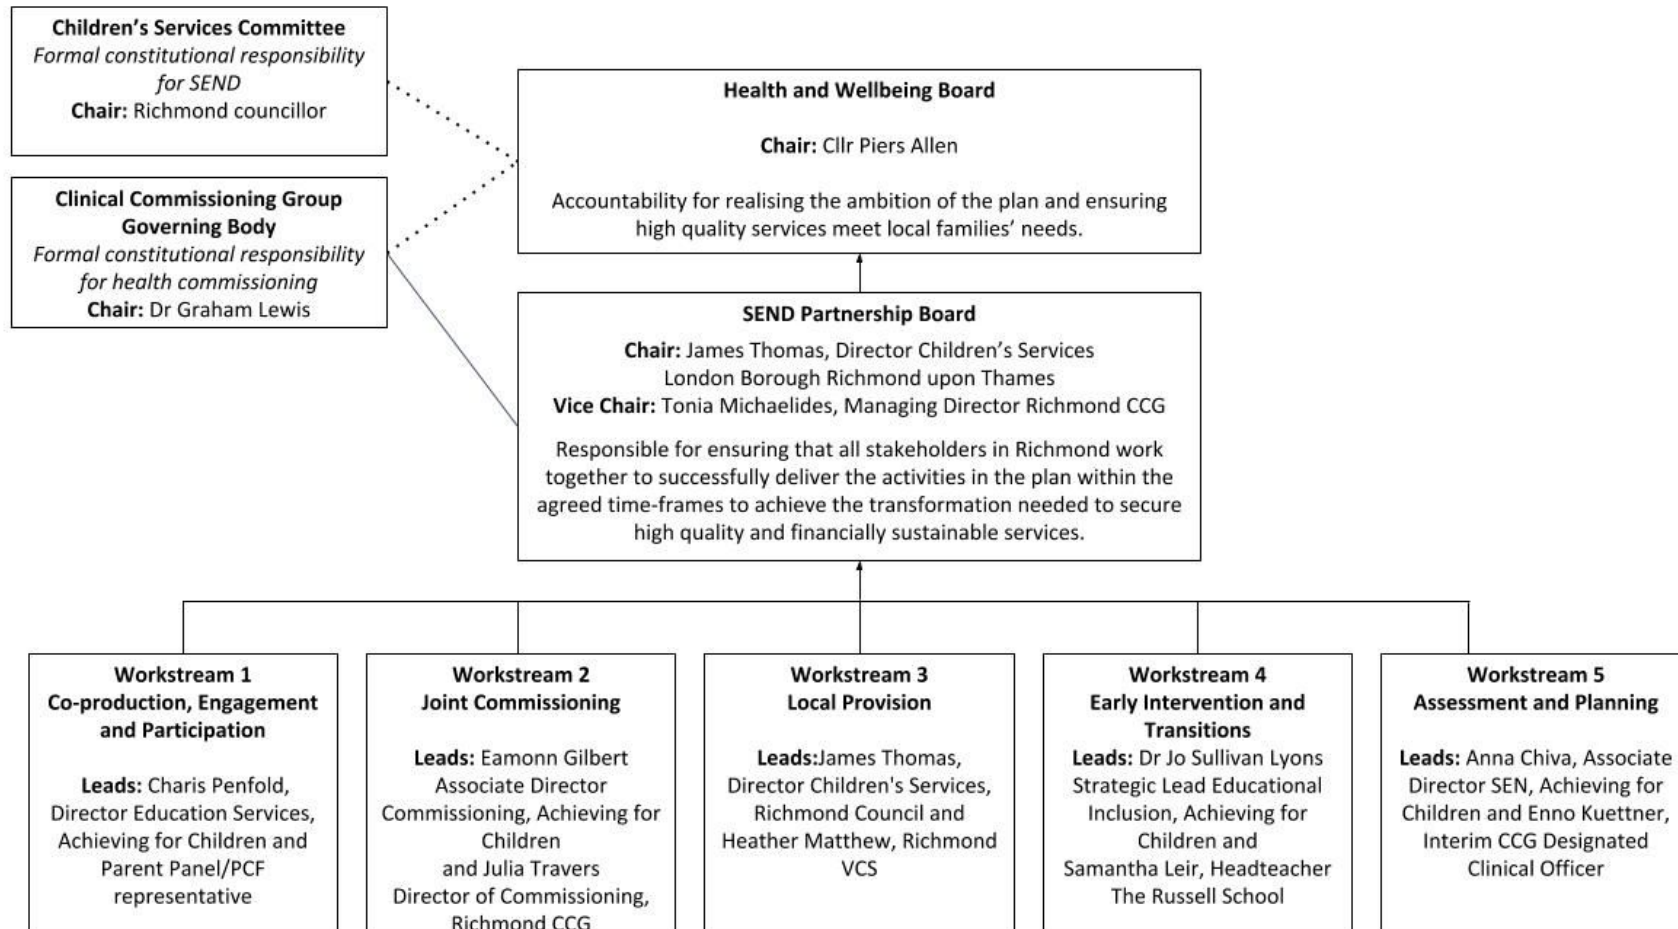 Children’s Services Committee
Formal constitutional responsibility
for SEND
Chair: Richmond councillor
Clinical Commissioning Group
Governing Body
Formal constitutional responsibility
for health commissioning
Chair: Dr Graham Lewis
Health and Wellbeing Board
Chair: Cllr Piers Allen
Accountability for realising the ambition of the plan and ensuring
high quality services meet local families’ needs.
SEND Partnership Board
Chair: James Thomas, Director Children’s Services
London Borough Richmond upon Thames
Vice Chair: Tonia Michaelides, Managing Director Richmond CCG
Responsible for ensuring that all stakeholders in Richmond work
together to successfully deliver the activities in the plan within the
agreed time-frames to achieve the transformation needed to secure
high quality and financially sustainable services.
Workstream 1
Co-production, Engagement
and Participation
Leads: Charis Penfold,
Director Education Services,
Achieving for Children and
Parent Panel/PCF
representative
Workstream 2
Joint Commissioning
Leads: Eamonn Gilbert
Associate Director
Commissioning, Achieving for
Children
and Julia Travers
Director of Commissioning,
Richmond CCG
Workstream 3
Local Provision
Leads:James Thomas,
Director Children's Services,
Richmond Council and
Heather Matthew, Richmond
VCS
Workstream 4
Early Intervention and
Transitions
Leads: Dr Jo Sullivan Lyons
Strategic Lead Educational
Inclusion, Achieving for
Children and
Samantha Leir, Headteacher
The Russell School
Workstream 5
Assessment and Planning
Leads: Anna Chiva, Associate
Director SEN, Achieving for
Children and Enno Kuettner,
Interim CCG Designated
Clinical Officer